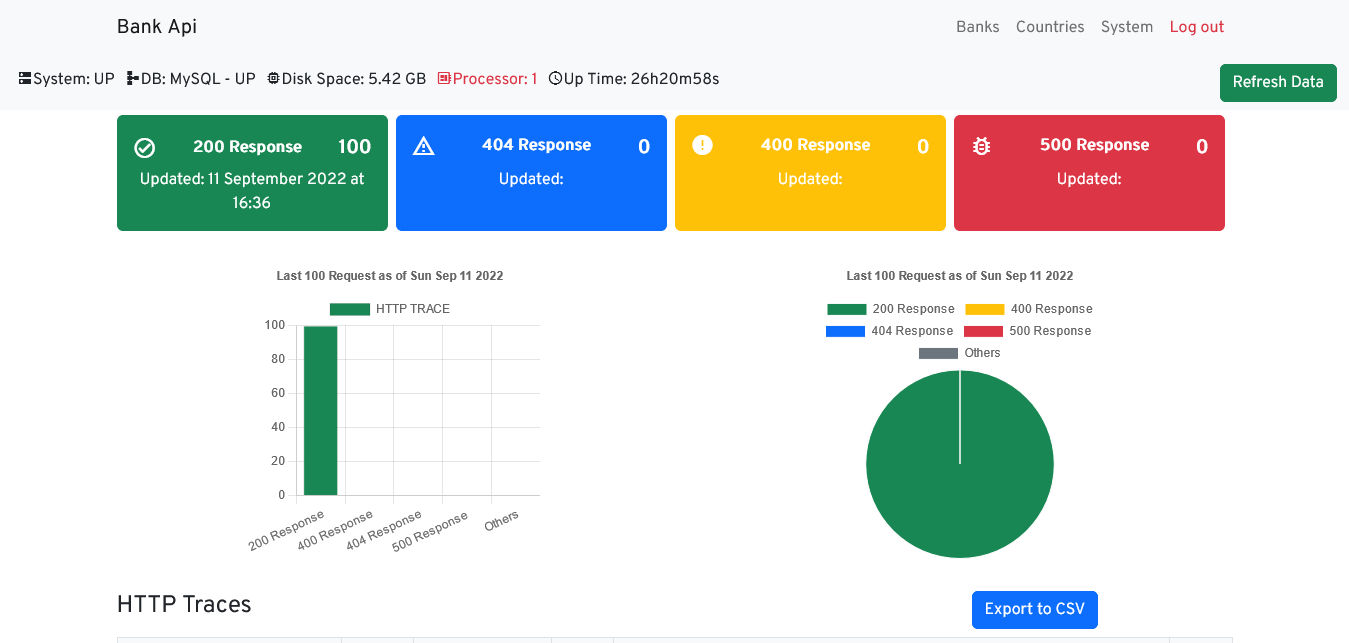 Bank Api
Banks Countries System Log out
System: UP DB: MySQL - UP Disk Space: 5.42 GB Processor: 1 Up Time: 26h20m58s
Refresh Data
200 Response 100
Updated: 11 September 2022 at
16:36
404 Response 0
Updated:
400 Response 0
Updated:
500 Response 0
Updated:
Last 100 Request as of Sun Sep 11 2022
HTTP TRACE
100
80
60
40
20
0
200 Response
400 Response
404 Response
500 Response
Others
Last 100 Request as of Sun Sep 11 2022
200 Response 400 Response
404 Response 500 Response
Others
HTTP Traces
Export to CSV